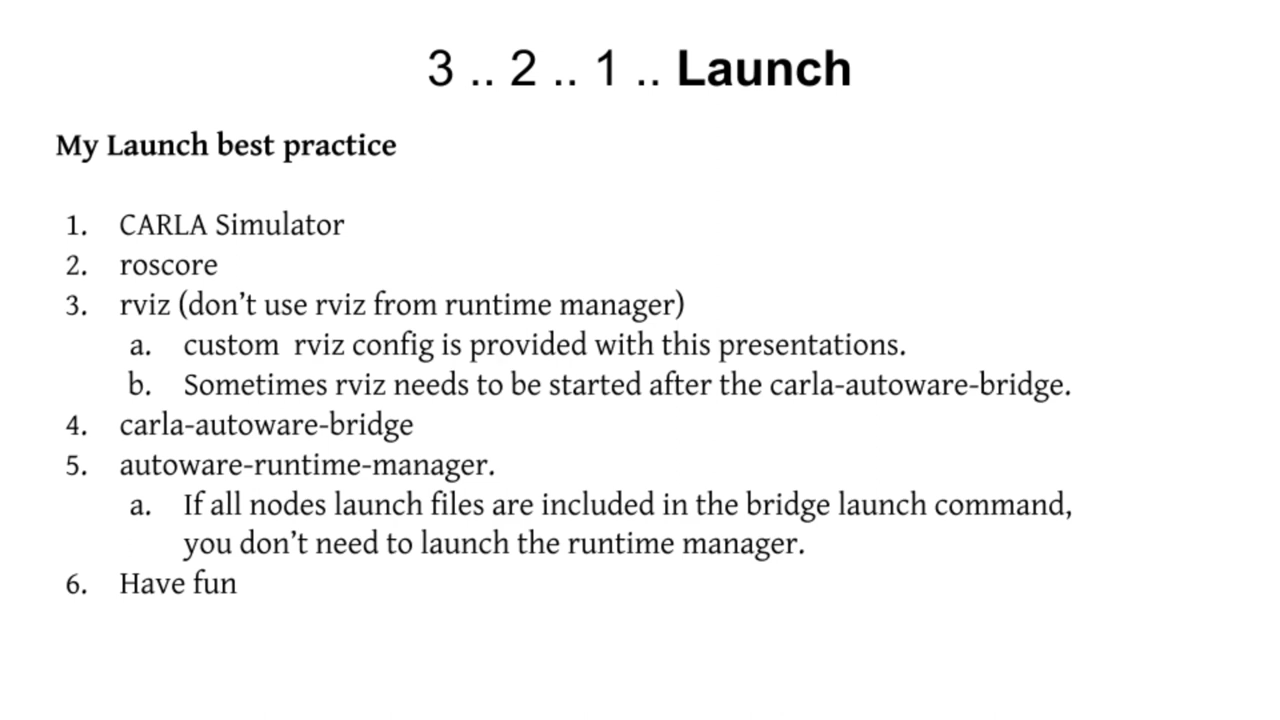 3 .. 2 .. 1 .. Launch
My Launch best practice
1. CARLA Simulator
2. roscore
3. rviz (don’t use rviz from runtime manager)
a. custom rviz config is provided with this presentations.
b. Sometimes rviz needs to be started after the carla-autoware-bridge.
4. carla-autoware-bridge
5. autoware-runtime-manager.
a. If all nodes launch files are included in the bridge launch command,
you don’t need to launch the runtime manager.
6. Have fun